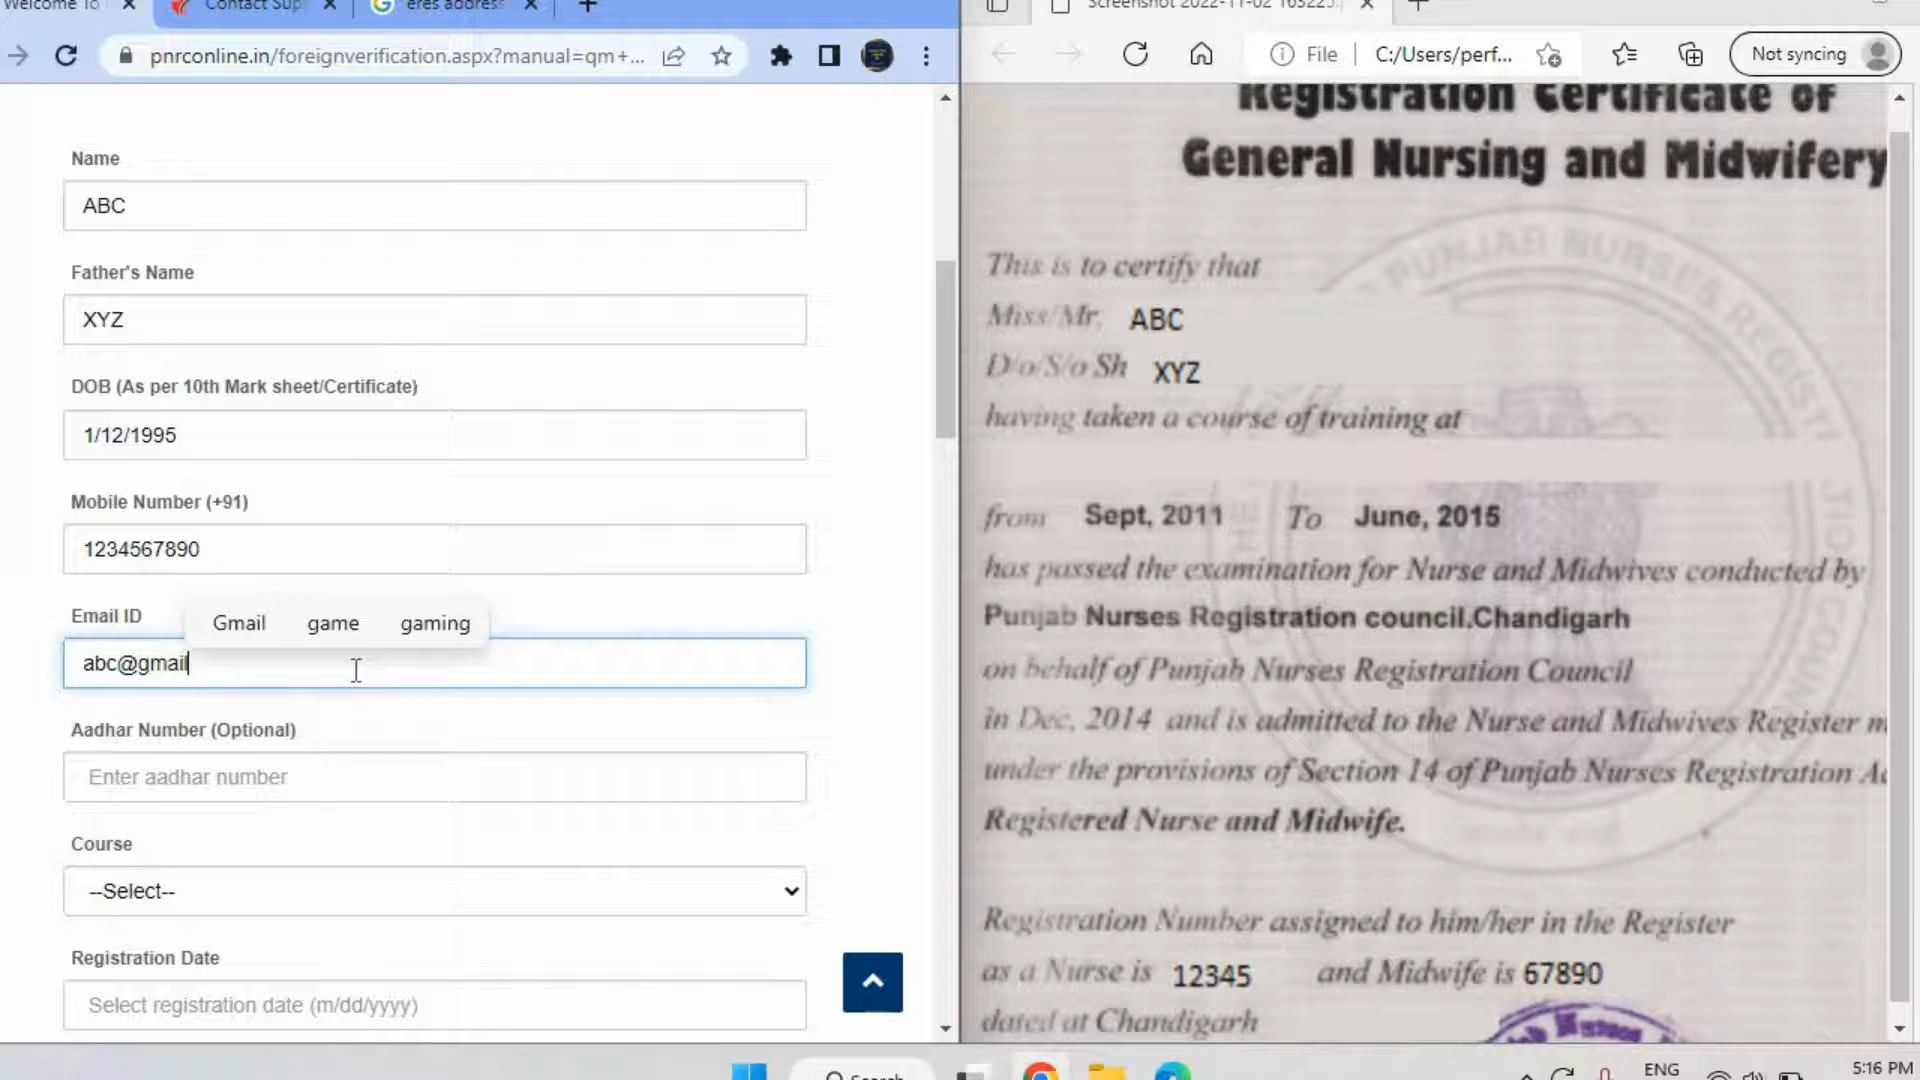 Welcome To
Contact Sup
eres address
Screenshot 2022-11-02 165225.
pnrconline.in/foreignverification.aspx?manual=qm+...
File
C:/Users/perf...
Not syncing
Name
ABC
Father's Name
XYZ
DOB (As per 10th Mark sheet/Certificate)
1/12/1995
Mobile Number (+91)
1234567890
Email ID
Gmail game gaming
abc@gmail
Aadhar Number (Optional)
Enter aadhar number
Course
--Select--
Registration Date
Select registration date (m/dd/yyyy)
Registration Certificate of
General Nursing and Midwifery
PUNJAB NURSES REGISTRATION COUNCIL
This is to certify that
Miss/Mr. ABC
D/o/S/o Sh XYZ
having taken a course of training at
from Sept, 2011 To June, 2015
has passed the examination for Nurse and Midwives conducted by
Punjab Nurses Registration council.Chandigarh
on behalf of Punjab Nurses Registration Council
in Dec, 2014 and is admitted to the Nurse and Midwives Register m
under the provisions of Section 14 of Punjab Nurses Registration Ac
Registered Nurse and Midwife.
Registration Number assigned to him/her in the Register
as a Nurse is 12345 and Midwife is 67890
dated at Chandigarh
Search
ENG
5:16 PM